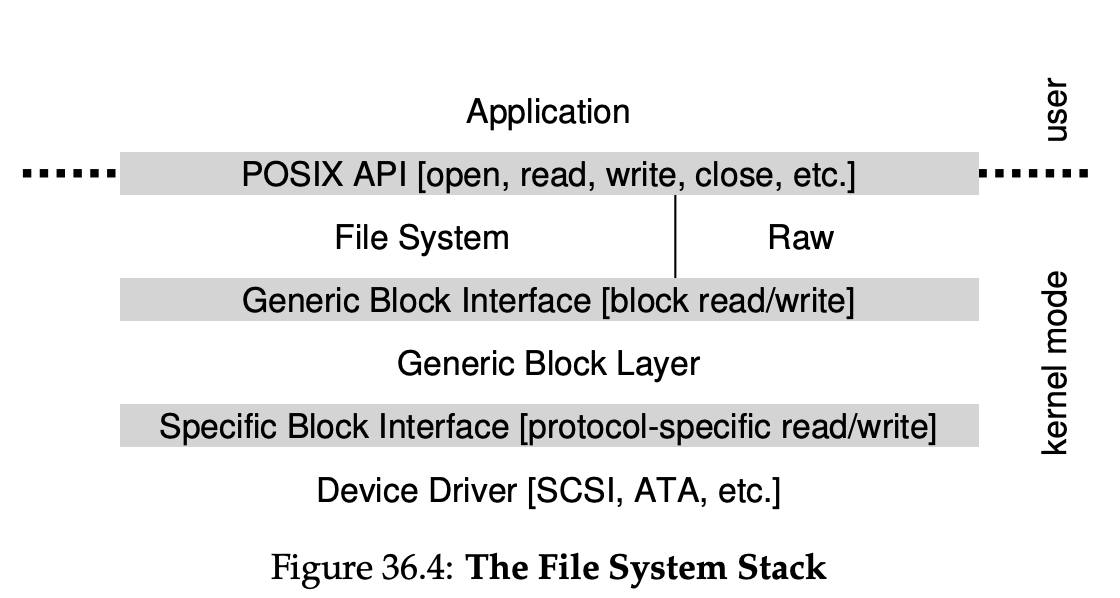 Application
user
POSIX API [open, read, write, close, etc.]
File System
Raw
Generic Block Interface [block read/write]
kernel mode
Generic Block Layer
Specific Block Interface [protocol-specific read/write]
Device Driver [SCSI, ATA, etc.]
Figure 36.4: The File System Stack